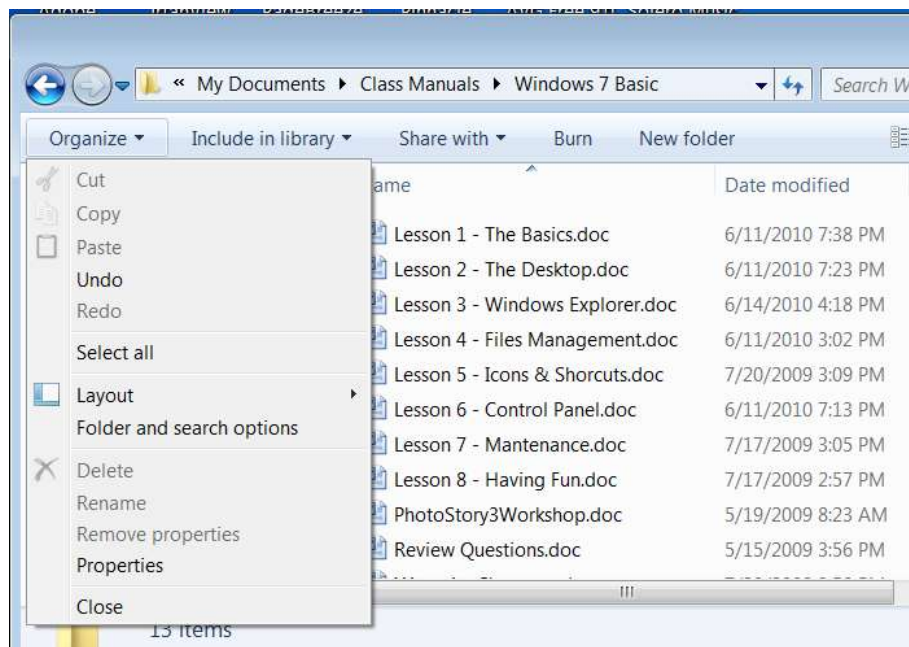 « My Documents ▸ Class Manuals ▸ Windows 7 Basic Search W
Organize Include in library Share with Burn New folder
Cut
Copy
Paste
Undo
Redo
Select all
Layout
Folder and search options
Delete
Rename
Remove properties
Properties
Close
ame Date modified
Lesson 1 - The Basics.doc 6/11/2010 7:38 PM
Lesson 2 - The Desktop.doc 6/11/2010 7:23 PM
Lesson 3 - Windows Explorer.doc 6/14/2010 4:18 PM
Lesson 4 - Files Management.doc 6/11/2010 3:02 PM
Lesson 5 - Icons & Shorcuts.doc 7/20/2009 3:09 PM
Lesson 6 - Control Panel.doc 6/11/2010 7:13 PM
Lesson 7 - Mantenance.doc 7/17/2009 3:05 PM
Lesson 8 - Having Fun.doc 7/17/2009 2:57 PM
PhotoStory3Workshop.doc 5/19/2009 8:23 AM
Review Questions.doc 5/15/2009 3:56 PM
13 items